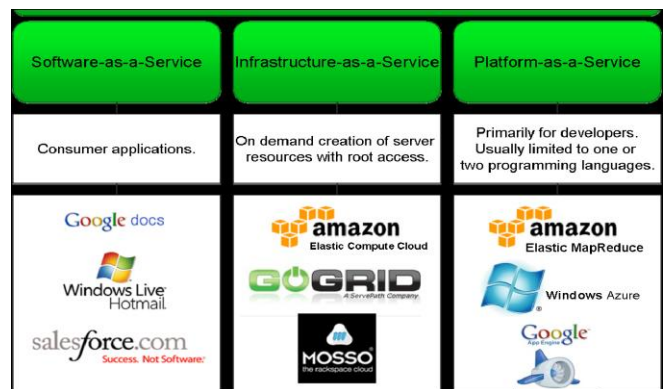 Software-as-a-Service
Infrastructure-as-a-Service
Platform-as-a-Service
Consumer applications.
On demand creation of server
resources with root access.
Primarily for developers.
Usually limited to one or
two programming languages.
Google docs
Windows Live
Hotmail
salesforce.com
Success. Not Software.
amazon
Elastic Compute Cloud
GOGRID
A ServePath Company
MOSSO
the rackspace cloud
amazon
Elastic MapReduce
Windows Azure
Google
App Engine